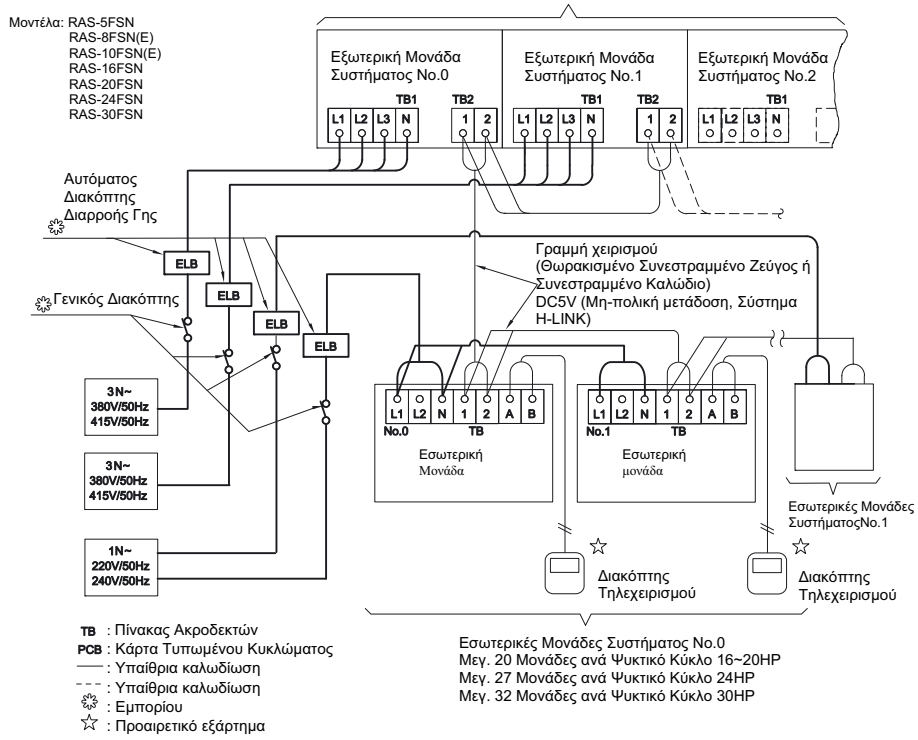 Μοντέλα: RAS-5FSN
RAS-8FSN(E)
RAS-10FSN(E)
RAS-16FSN
RAS-20FSN
RAS-24FSN
RAS-30FSN
Εξωτερική Μονάδα
Συστήματος No.0
TB1
TB2
L1 L2 L3 N
1 2
Εξωτερική Μονάδα
Συστήματος No.1
TB1
TB2
L1 L2 L3 N
1 2
Εξωτερική Μονάδα
Συστήματος No.2
TB1
L1 L2 L3 N
Αυτόματος
Διακόπτης
Διαρροής Γης
ELB
ELB
ELB
ELB
Γενικός Διακόπτης
Γραμμή χειρισμού
(Θωρακισμένο Συνεστραμμένο Ζεύγος ή
Συνεστραμμένο Καλώδιο)
DC5V (Μη-πολική μετάδοση, Σύστημα
H-LINK)
3N~
380V/50Hz
415V/50Hz
3N~
380V/50Hz
415V/50Hz
1N~
220V/50Hz
240V/50Hz
L1 L2 N 1 2 A B
No.0 TB
Εσωτερική
Μονάδα
L1 L2 N 1 2 A B
No.1 TB
Εσωτερική
μονάδα
Εσωτερικές Μονάδες
ΣυστήματοςNo.1
Διακόπτης
Τηλεχειρισμού
Διακόπτης
Τηλεχειρισμού
TB : Πίνακας Ακροδεκτών
PCB : Κάρτα Τυπωμένου Κυκλώματος
: Υπαίθρια καλωδίωση
: Υπαίθρια καλωδίωση
: Εμπορίου
: Προαιρετικό εξάρτημα
Εσωτερικές Μονάδες Συστήματος No.0
Μεγ. 20 Μονάδες ανά Ψυκτικό Κύκλο 16~20HP
Μεγ. 27 Μονάδες ανά Ψυκτικό Κύκλο 24HP
Μεγ. 32 Μονάδες ανά Ψυκτικό Κύκλο 30HP